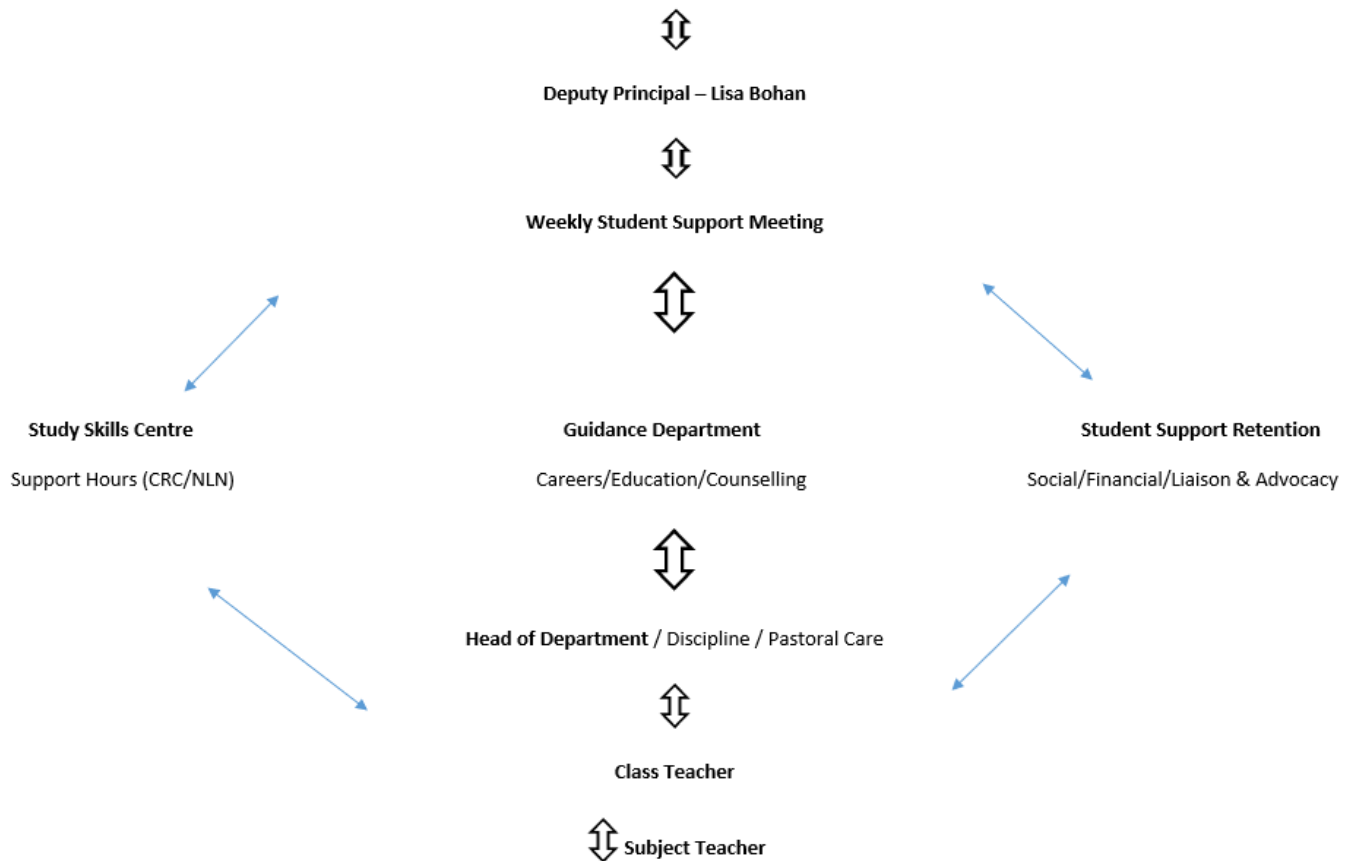 Deputy Principal – Lisa Bohan
Weekly Student Support Meeting
Study Skills Centre
Support Hours (CRC/NLN)
Guidance Department
Careers/Education/Counselling
Student Support Retention
Social/Financial/Liaison & Advocacy
Head of Department / Discipline / Pastoral Care
Class Teacher
Subject Teacher